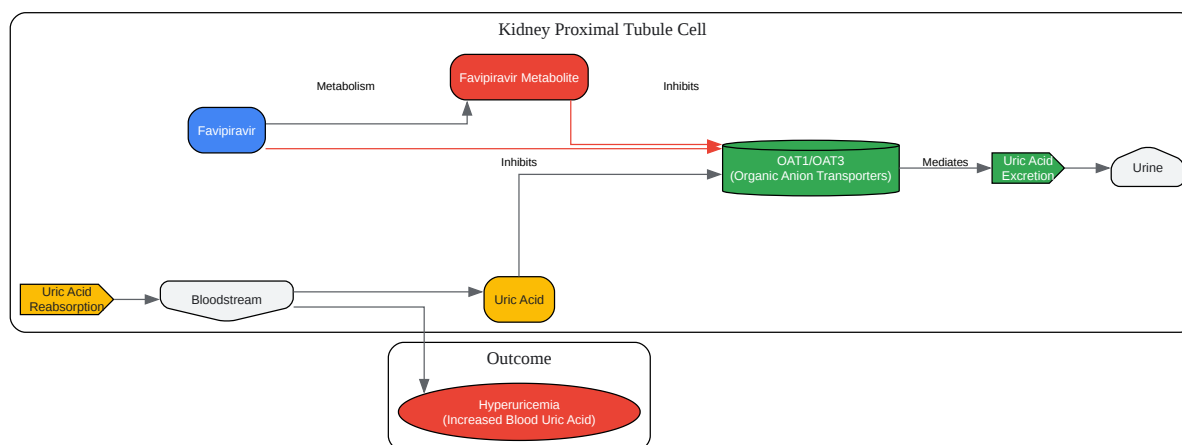 Kidney Proximal Tubule Cell
Metabolism
Favipiravir Metabolite
Inhibits
Favipiravir
Inhibits
OAT1/OAT3
(Organic Anion Transporters)
Mediates
Uric Acid
Excretion
Urine
Uric Acid
Reabsorption
Bloodstream
Uric Acid
Outcome
Hyperuricemia
(Increased Blood Uric Acid)